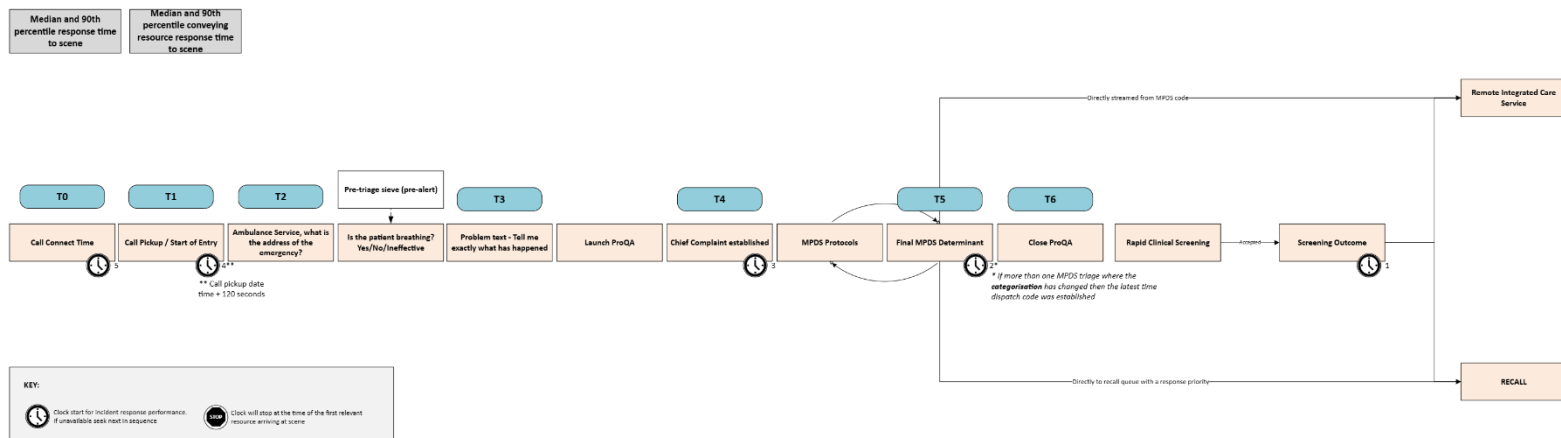 Median and 90th
percentile response time
to scene
Median and 90th
percentile conveying
resource response time
to scene
Directly streamed from MPDS code
Remote Integrated Care
Service
T0
T1
T2
Pre-triage sieve (pre-alert)
T3
T4
T5
T6
Call Connect Time
5
Call Pickup / Start of Entry
4**
** Call pickup date
time + 120 seconds
Ambulance Service, what is
the address of the
emergency?
Is the patient breathing?
Yes/No/Ineffective
Problem text - Tell me
exactly what has happened
Launch ProQA
Chief Complaint established
3
MPDS Protocols
Final MPDS Determinant
2*
* If more than one MPDS triage where the
categorisation has changed then the latest time
dispatch code was established
Close ProQA
Rapid Clinical Screening
Accepted
Screening Outcome
1
Directly to recall queue with a response priority
RECALL
KEY:
Clock start for incident response performance.
If unavailable seek next in sequence
STOP
Clock will stop at the time of the first relevant
resource arriving at scene